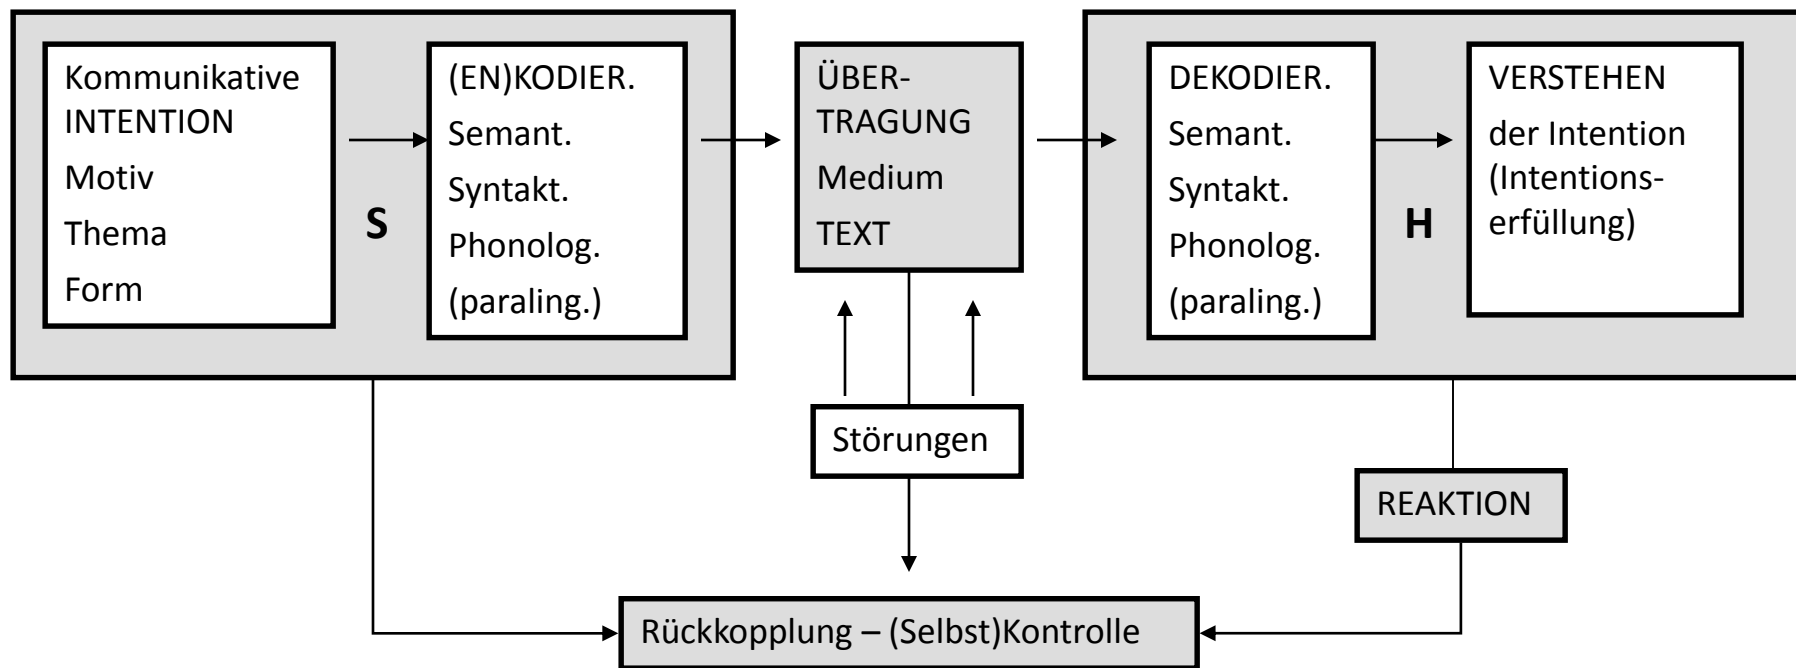 Kommunikative
INTENTION
Motiv
Thema
Form
S
(EN)KODIER.
Semant.
Syntakt.
Phonolog.
(paraling.)
ÜBER-
TRAGUNG
Medium
TEXT
DEKODIER.
Semant.
Syntakt.
Phonolog.
(paraling.)
H
VERSTEHEN
der Intention
(Intentions-
erfüllung)
Störungen
REAKTION
Rückkopplung – (Selbst)Kontrolle